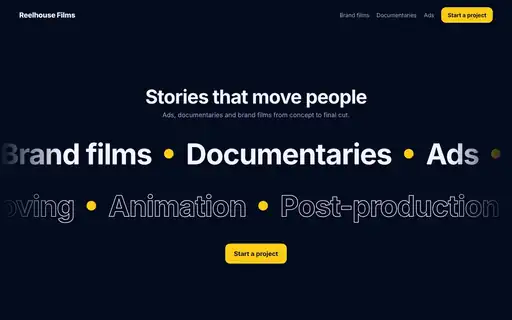 Reelhouse Films
Brand films Documentaries Ads Start a project
Stories that move people
Ads, documentaries and brand films from concept to final cut.
Brand films • Documentaries • Ads •
oving • Animation • Post-production
Start a project